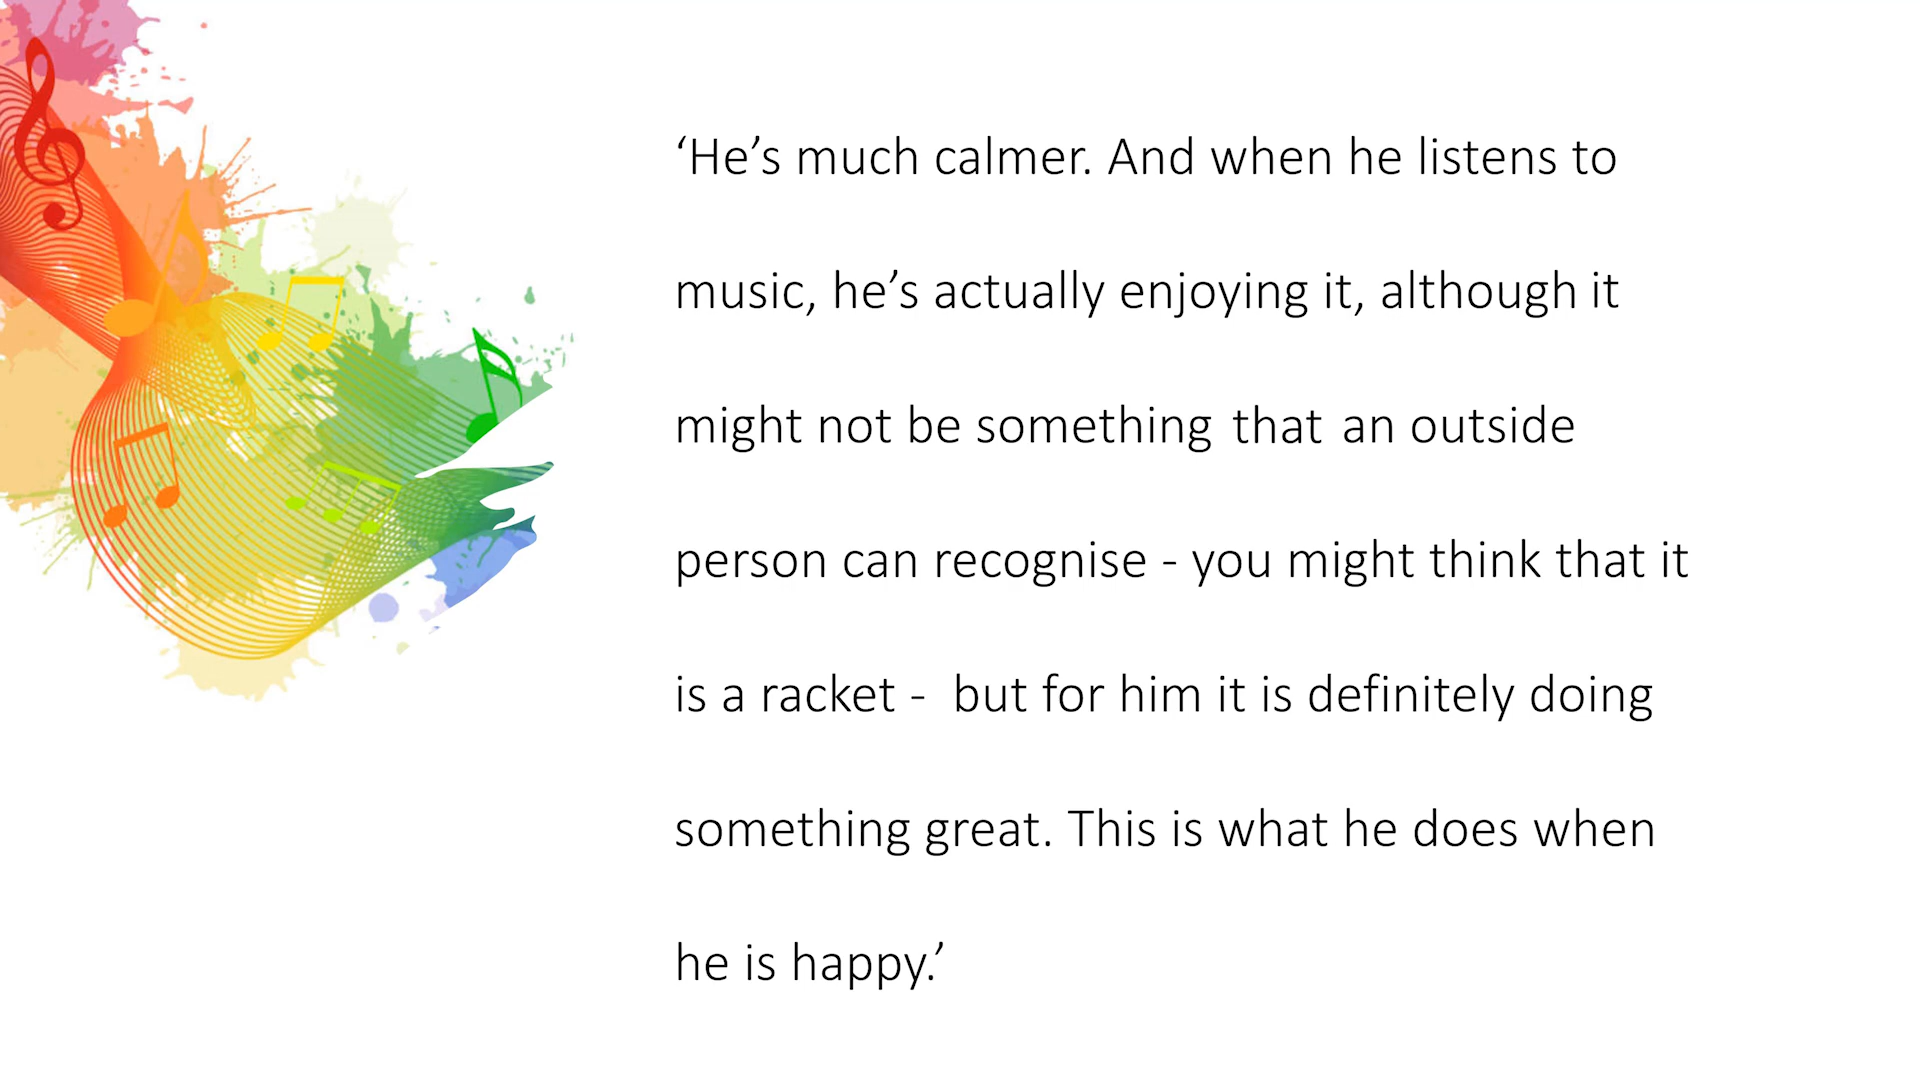 ‘He’s much calmer. And when he listens to
music, he’s actually enjoying it, although it
might not be something that an outside
person can recognise - you might think that it
is a racket -  but for him it is definitely doing
something great. This is what he does when
he is happy.’